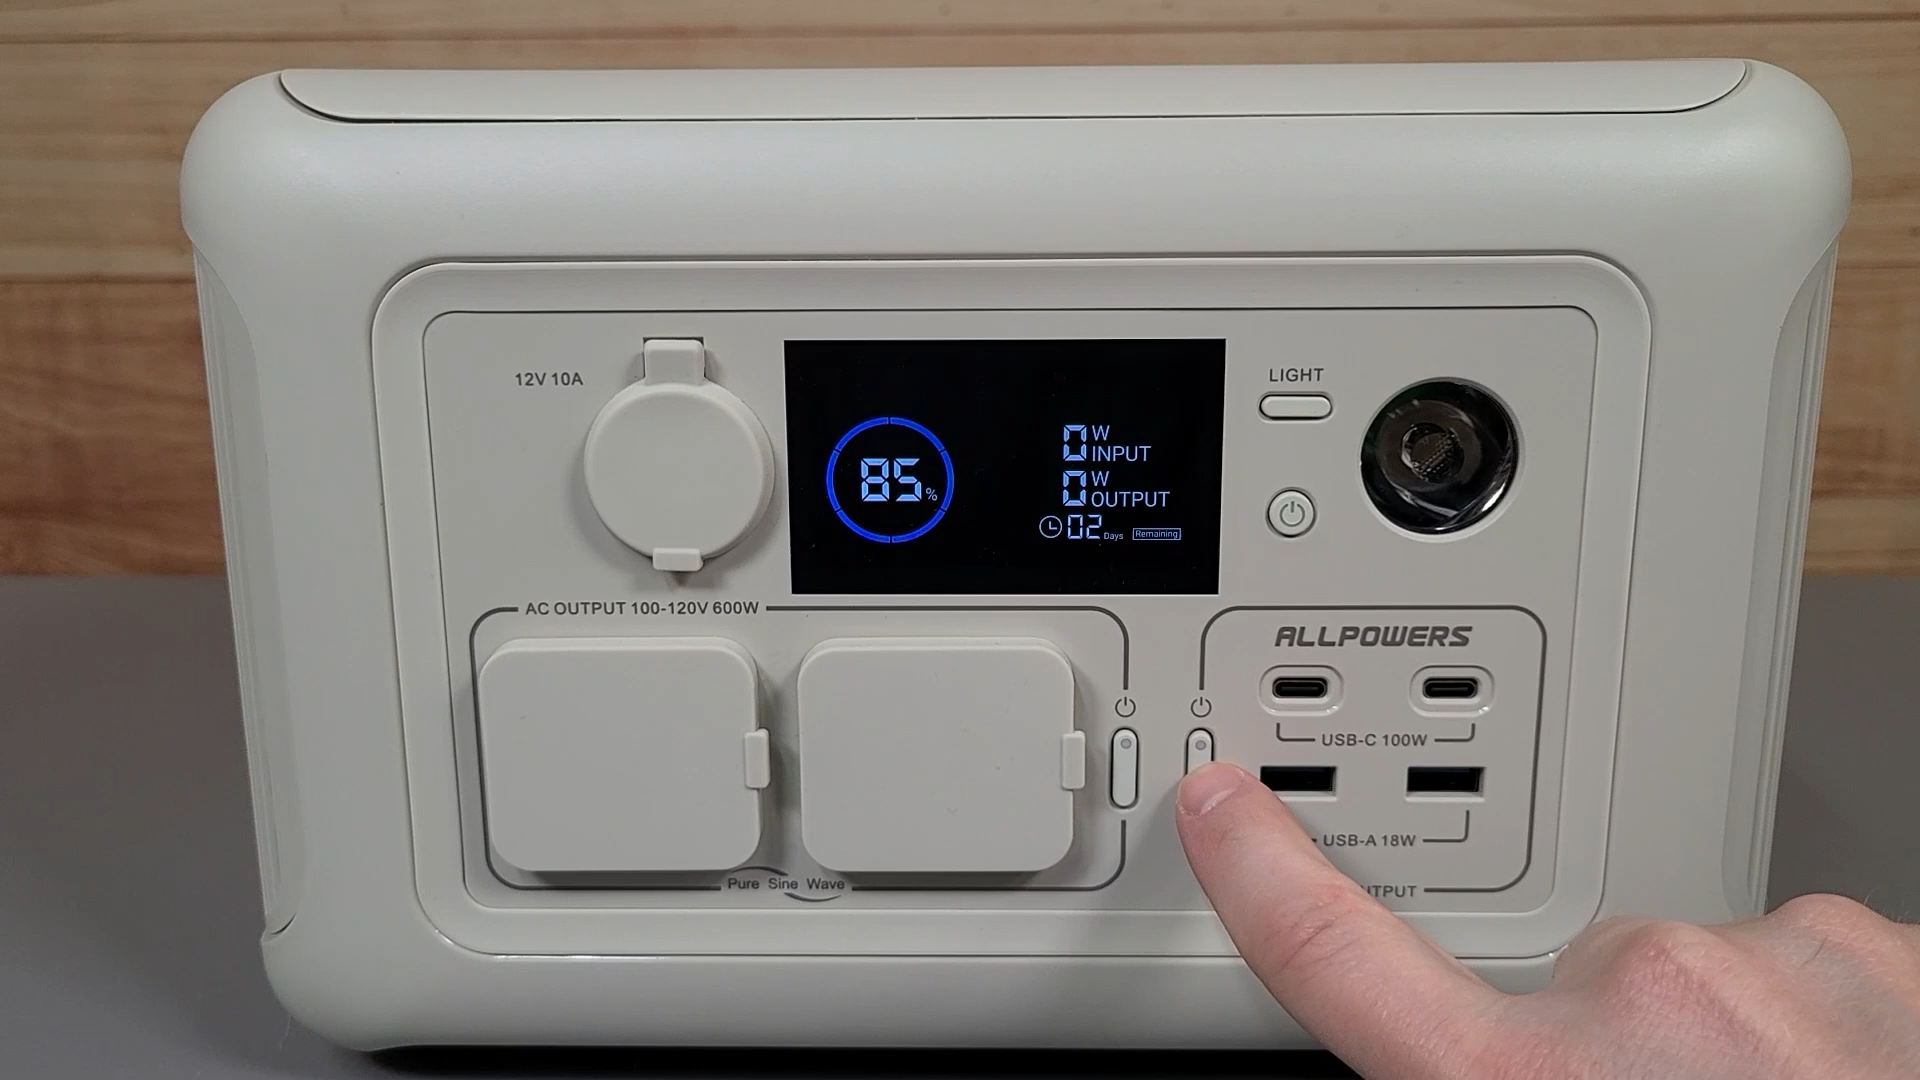 12V 10A
LIGHT
85%
0 W
INPUT
0 W
OUTPUT
02 Days Remaining
AC OUTPUT 100-120V 600W
ALLPOWERS
USB-C 100W
USB-A 18W
Pure Sine Wave